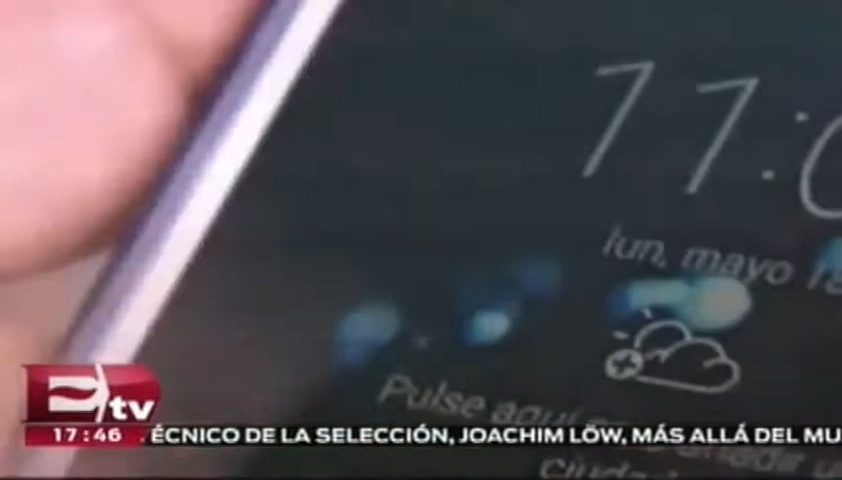 11:0
lun, mayo 18
Pulse aquí
tv
17:46
ÉCNICO DE LA SELECCIÓN, JOACHIM LÖW, MÁS ALLÁ DEL MU